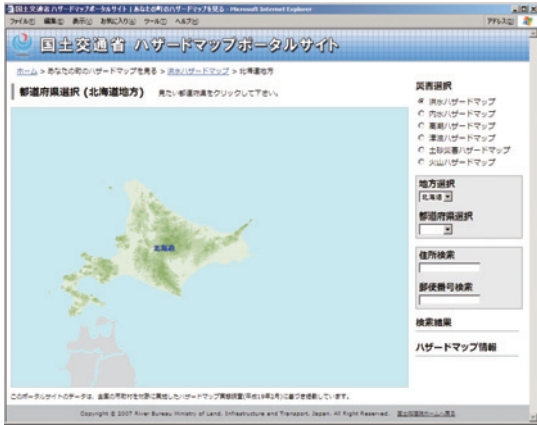 国土交通省 ハザードマップポータルサイト | あなたの町のハザードマップを見る - Microsoft Internet Explorer
ファイル(F) 編集(E) 表示(V) お気に入り(A) ツール(T) ヘルプ(H)
アドレス(D)
国土交通省 ハザードマップポータルサイト
ホーム > あなたの町のハザードマップを見る > 洪水ハザードマップ > 北海道地方
都道府県選択 (北海道地方) 見たい都道府県をクリックして下さい。
北海道
災害選択
洪水ハザードマップ
内水ハザードマップ
高潮ハザードマップ
津波ハザードマップ
土砂災害ハザードマップ
火山ハザードマップ
地方選択
北海道
都道府県選択
住所検索
郵便番号検索
検索結果
ハザードマップ情報
このポータルサイトのデータは、全国の市町村を対象に実施したハザードマップ実態調査(平成19年2月)に基づき掲載しています。
Copyright © 2007 River Bureau Ministry of Land, Infrastructure and Transport, Japan. All Right Reserved.